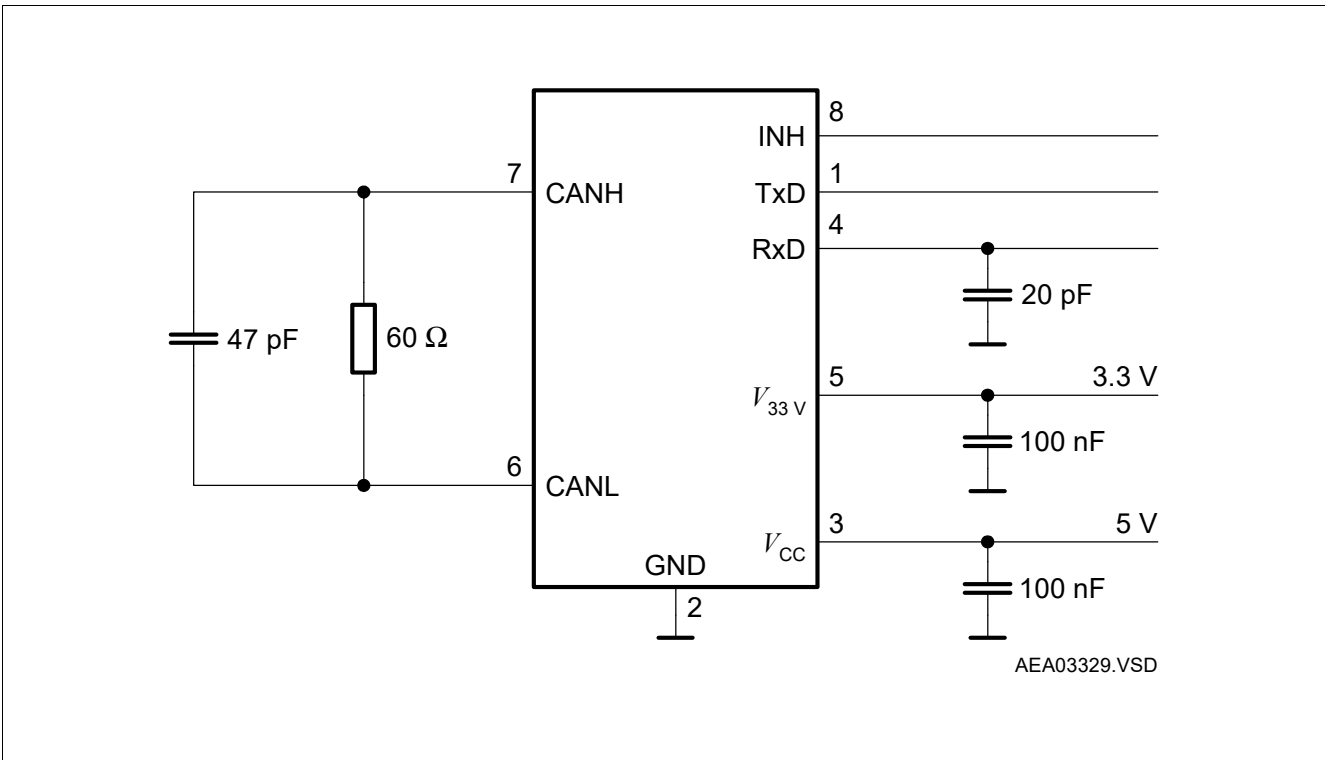 8
INH
7
1
CANH
TxD
4
RxD
20 pF
47 pF
60 Ω
5
3.3 V
V33 V
100 nF
6
CANL
3
5 V
VCC
GND
100 nF
2
AEA03329.VSD